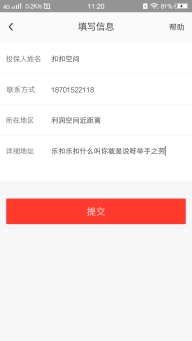 4G 0.2K/s 11:20 81%
填写信息 帮助
投保人姓名 扣扣空间
联系方式 18701522118
所在地区 利润空间近距离
详细地址 乐扣乐扣什么叫你就是说呀举手之劳
提交